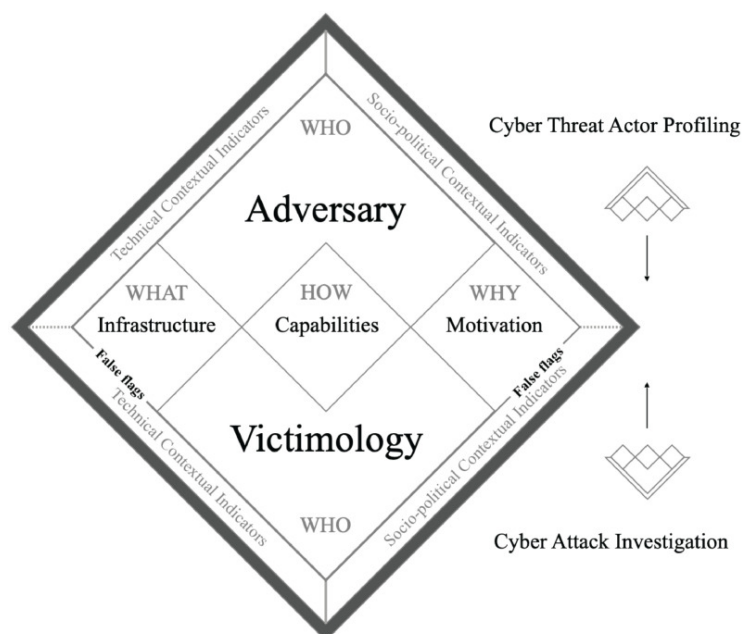 WHO
Technical Contextual Indicators
Socio-political Contextual Indicators
Cyber Threat Actor Profiling
Adversary
WHAT
HOW
WHY
Infrastructure
Capabilities
Motivation
False flags
False flags
Technical Contextual Indicators
Socio-political Contextual Indicators
Victimology
WHO
Cyber Attack Investigation